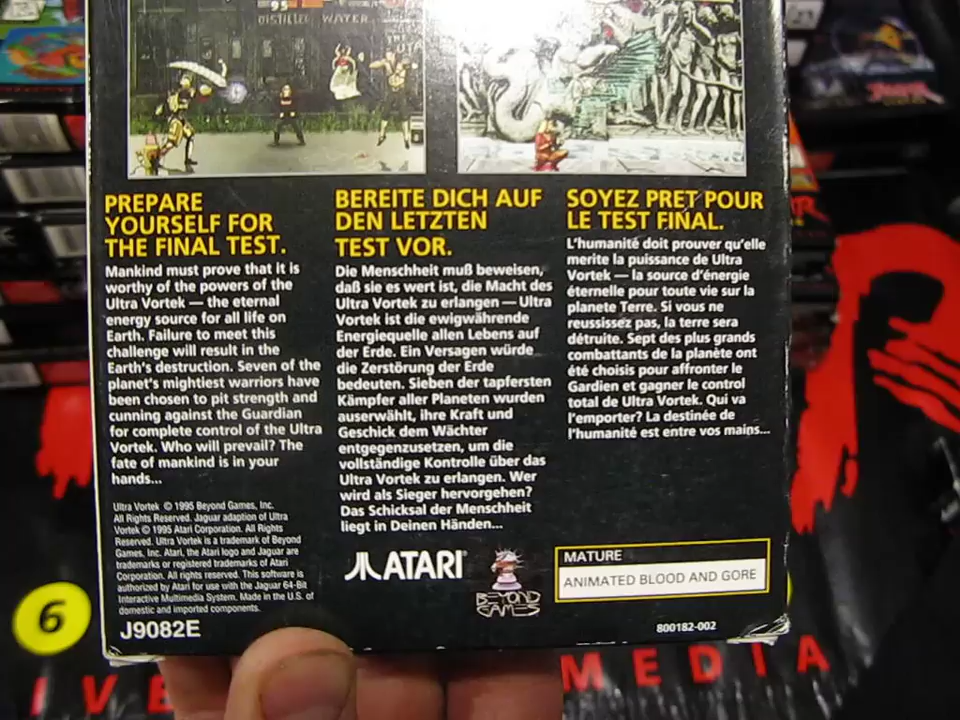 95
DISTILLED WATER
PREPARE
YOURSELF FOR
THE FINAL TEST.
Mankind must prove that it is
worthy of the powers of the
Ultra Vortek — the eternal
energy source for all life on
Earth. Failure to meet this
challenge will result in the
Earth's destruction. Seven of the
planet's mightiest warriors have
been chosen to pit strength and
cunning against the Guardian
for complete control of the Ultra
Vortek. Who will prevail? The
fate of mankind is in your
hands...
BEREITE DICH AUF
DEN LETZTEN
TEST VOR.
Die Menschheit muß beweisen,
daß sie es wert ist, die Macht des
Ultra Vortek zu erlangen — Ultra
Vortek ist die ewigwährende
Energiequelle allen Lebens auf
der Erde. Ein Versagen würde
die Zerstörung der Erde
bedeuten. Sieben der tapfersten
Kämpfer aller Planeten wurden
auserwählt, ihre Kraft und
Geschick dem Wächter
entgegenzusetzen, um die
vollständige Kontrolle über das
Ultra Vortek zu erlangen. Wer
wird als Sieger hervorgehen?
Das Schicksal der Menschheit
liegt in Deinen Händen...
SOYEZ PRET POUR
LE TEST FINAL.
L'humanité doit prouver qu'elle
merite la puissance de Ultra
Vortek — la source d'énergie
éternelle pour toute vie sur la
planete Terre. Si vous ne
reussissez pas, la terre sera
détruite. Sept des plus grands
combattants de la planète ont
été choisis pour affronter le
Gardien et gagner le control
total de Ultra Vortek. Qui va
l'emporter? La destinée de
l'humanité est entre vos mains...
Ultra Vortek © 1995 Beyond Games, Inc.
All Rights Reserved. Jaguar adaption of Ultra
Vortek © 1995 Atari Corporation. All Rights
Reserved. Ultra Vortek is a trademark of Beyond
Games, Inc. Atari, the Atari logo and Jaguar are
trademarks or registered trademarks of Atari
Corporation. All rights reserved. This software is
authorized by Atari for use with the Jaguar 64-Bit
Interactive Multimedia System. Made in the U.S. of
domestic and imported components.
J9082E
ATARI®
BEYOND
GAMES
MATURE
ANIMATED BLOOD AND GORE
800182-002
6
IVE MEDIA